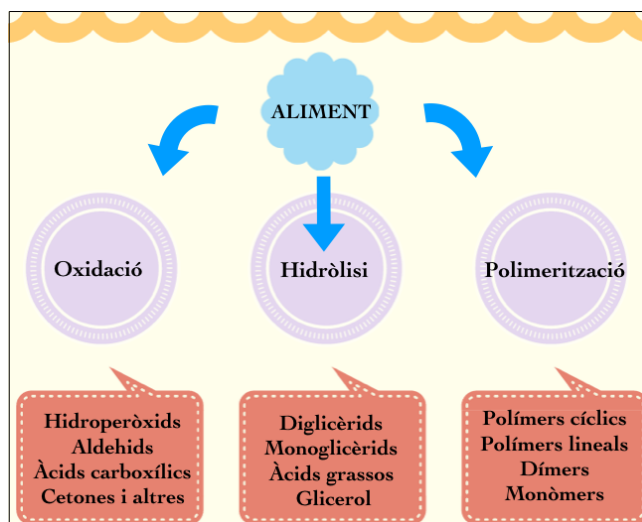 ALIMENT
Oxidació
Hidròlisi
Polimerització
Hidroperòxids
Aldehids
Àcids carboxílics
Cetones i altres
Diglicèrids
Monoglicèrids
Àcids grassos
Glicerol
Polímers cíclics
Polímers lineals
Dímers
Monòmers